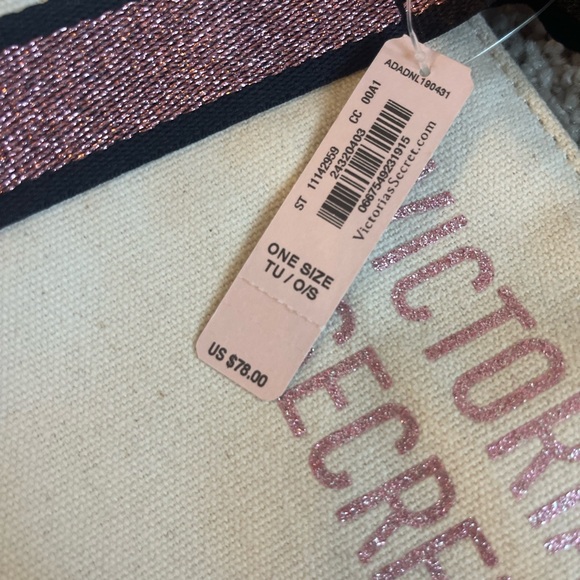 ADADNL190431
ST 11142959 CC 00A1
24320403
0667549231915
VictoriasSecret.com
ONE SIZE
TU / O/S
US $78.00
VICTORI
SECRE